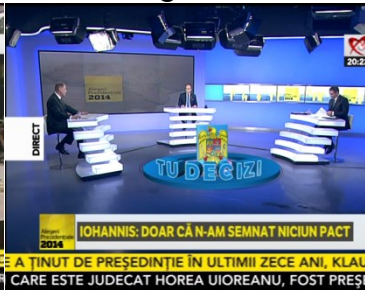 20:2
Alegeri
Prezidențiale
2014
DIRECT
TU DECIZI
Alegeri
Prezidențiale
2014
IOHANNIS: DOAR CĂ N-AM SEMNAT NICIUN PACT
E A ȚINUT DE PREȘEDINȚIE ÎN ULTIMII ZECE ANI, KLAU
CARE ESTE JUDECAT HOREA UIOREANU, FOST PREȘE